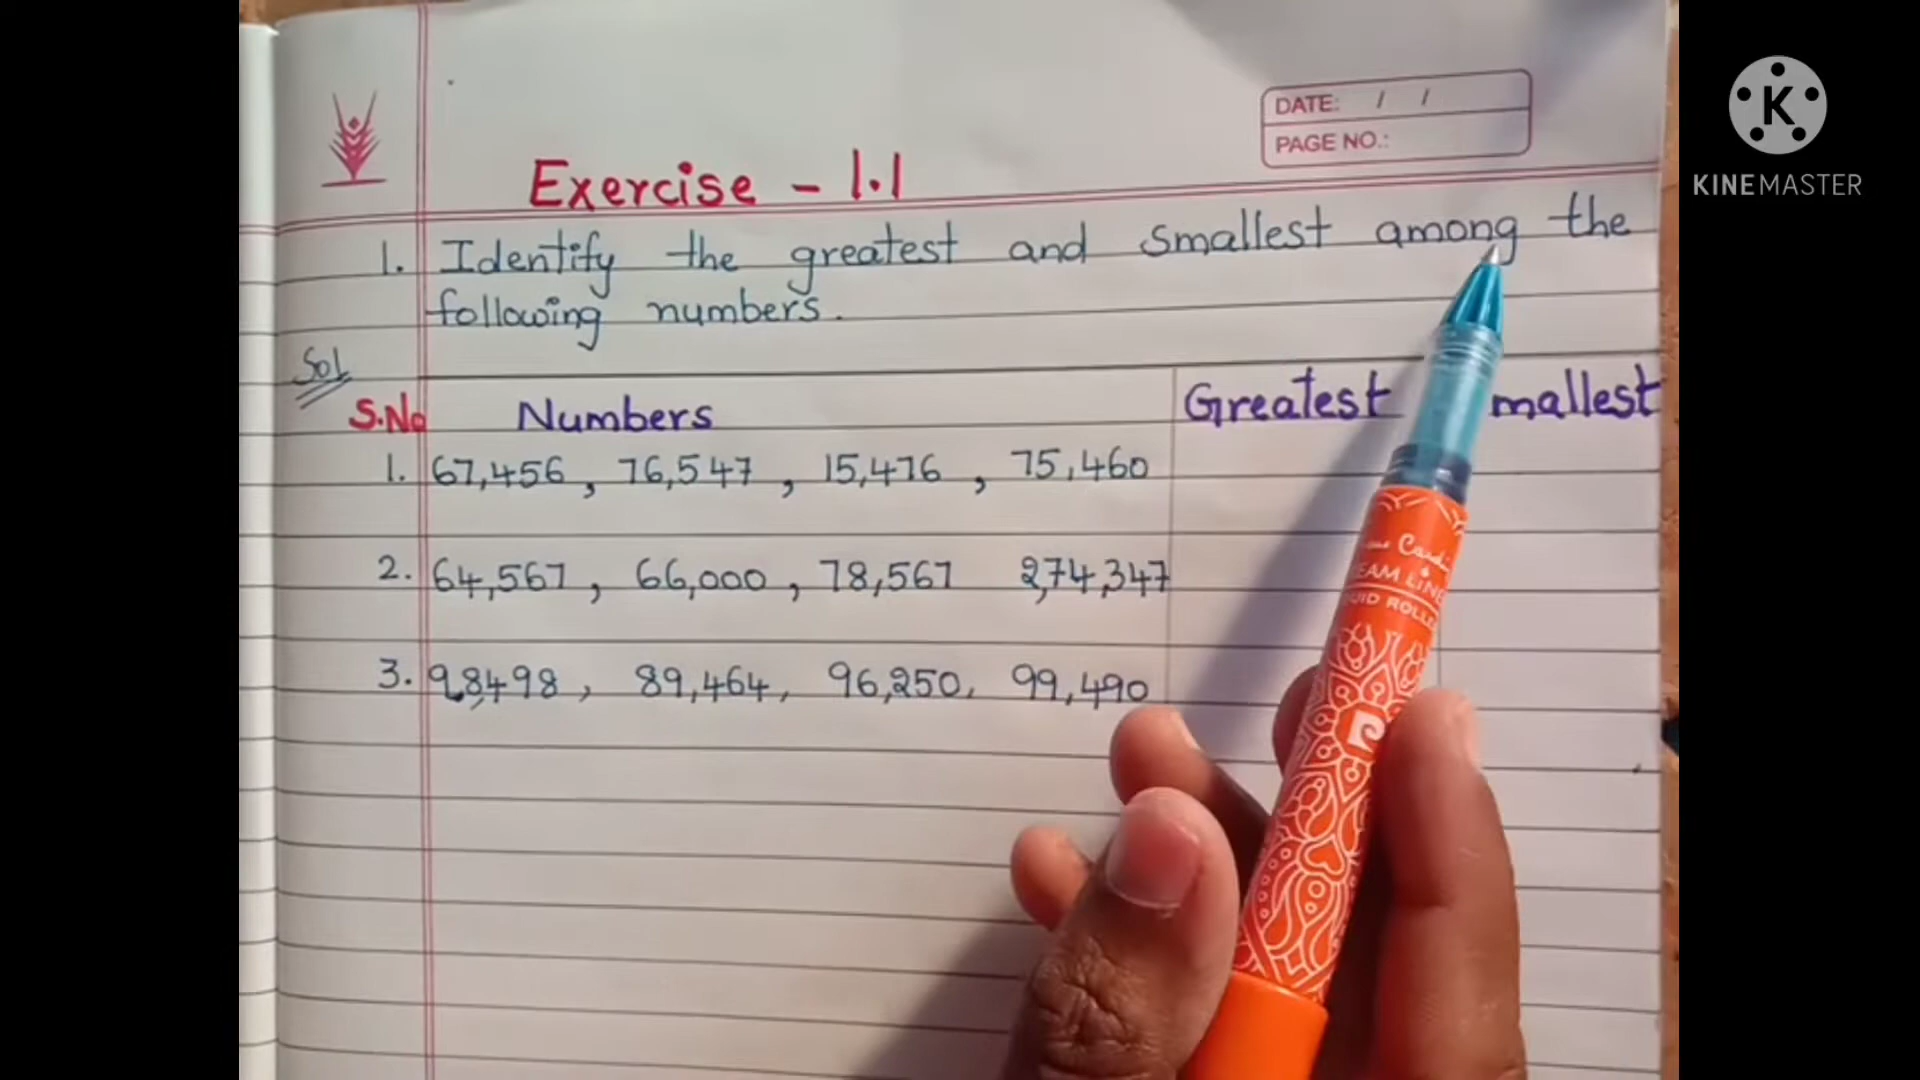 DATE: / /
PAGE NO.:
KINEMASTER
Exercise - 1.1
1. Identify the greatest and smallest among the
following numbers.
Sol
S.No Numbers Greatest mallest
1. 67,456, 76,547, 15,476, 75,460
2. 64,567, 66,000, 78,567 2,74,347
3. 98,498, 89,464, 96,250, 99,490